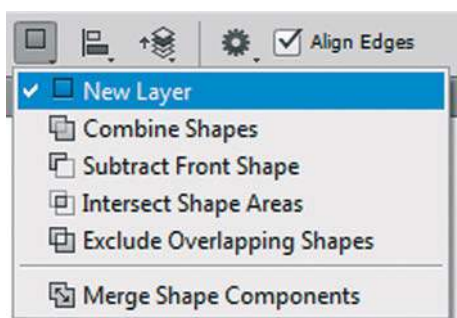 Align Edges
New Layer
Combine Shapes
Subtract Front Shape
Intersect Shape Areas
Exclude Overlapping Shapes
Merge Shape Components